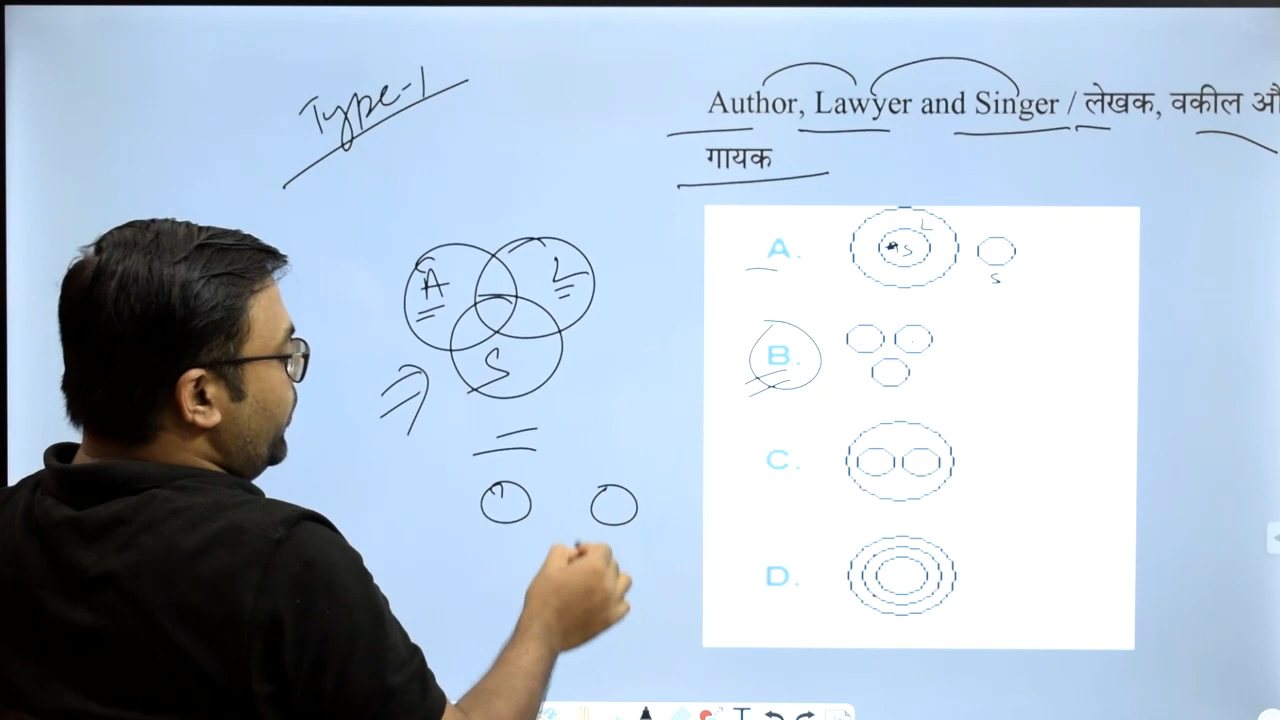 Type-1
Author, Lawyer and Singer / लेखक, वकील औ
गायक
A L
S
A. L S
S
B.
C.
D.
T